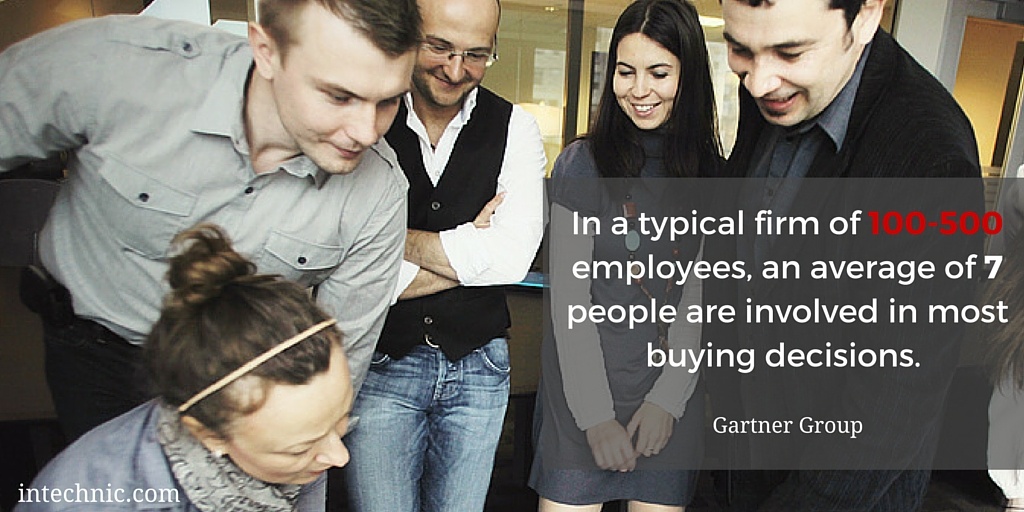 In a typical firm of 100-500
employees, an average of 7
people are involved in most
buying decisions.
Gartner Group
intechnic.com